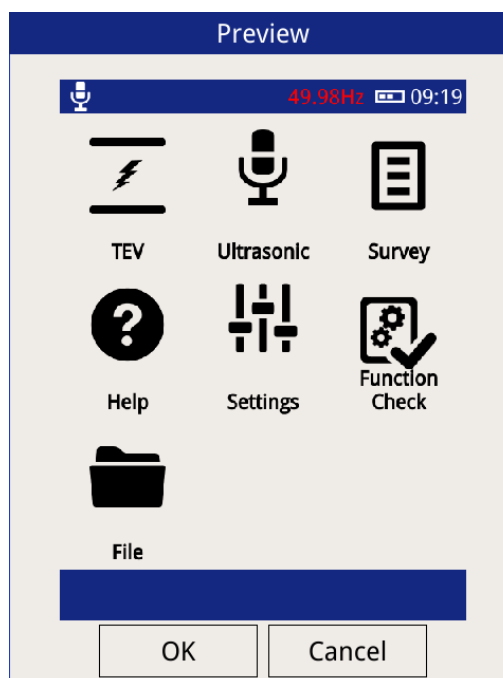 Preview
49.98Hz 09:19
TEV Ultrasonic Survey
Help Settings Function Check
File
OK Cancel